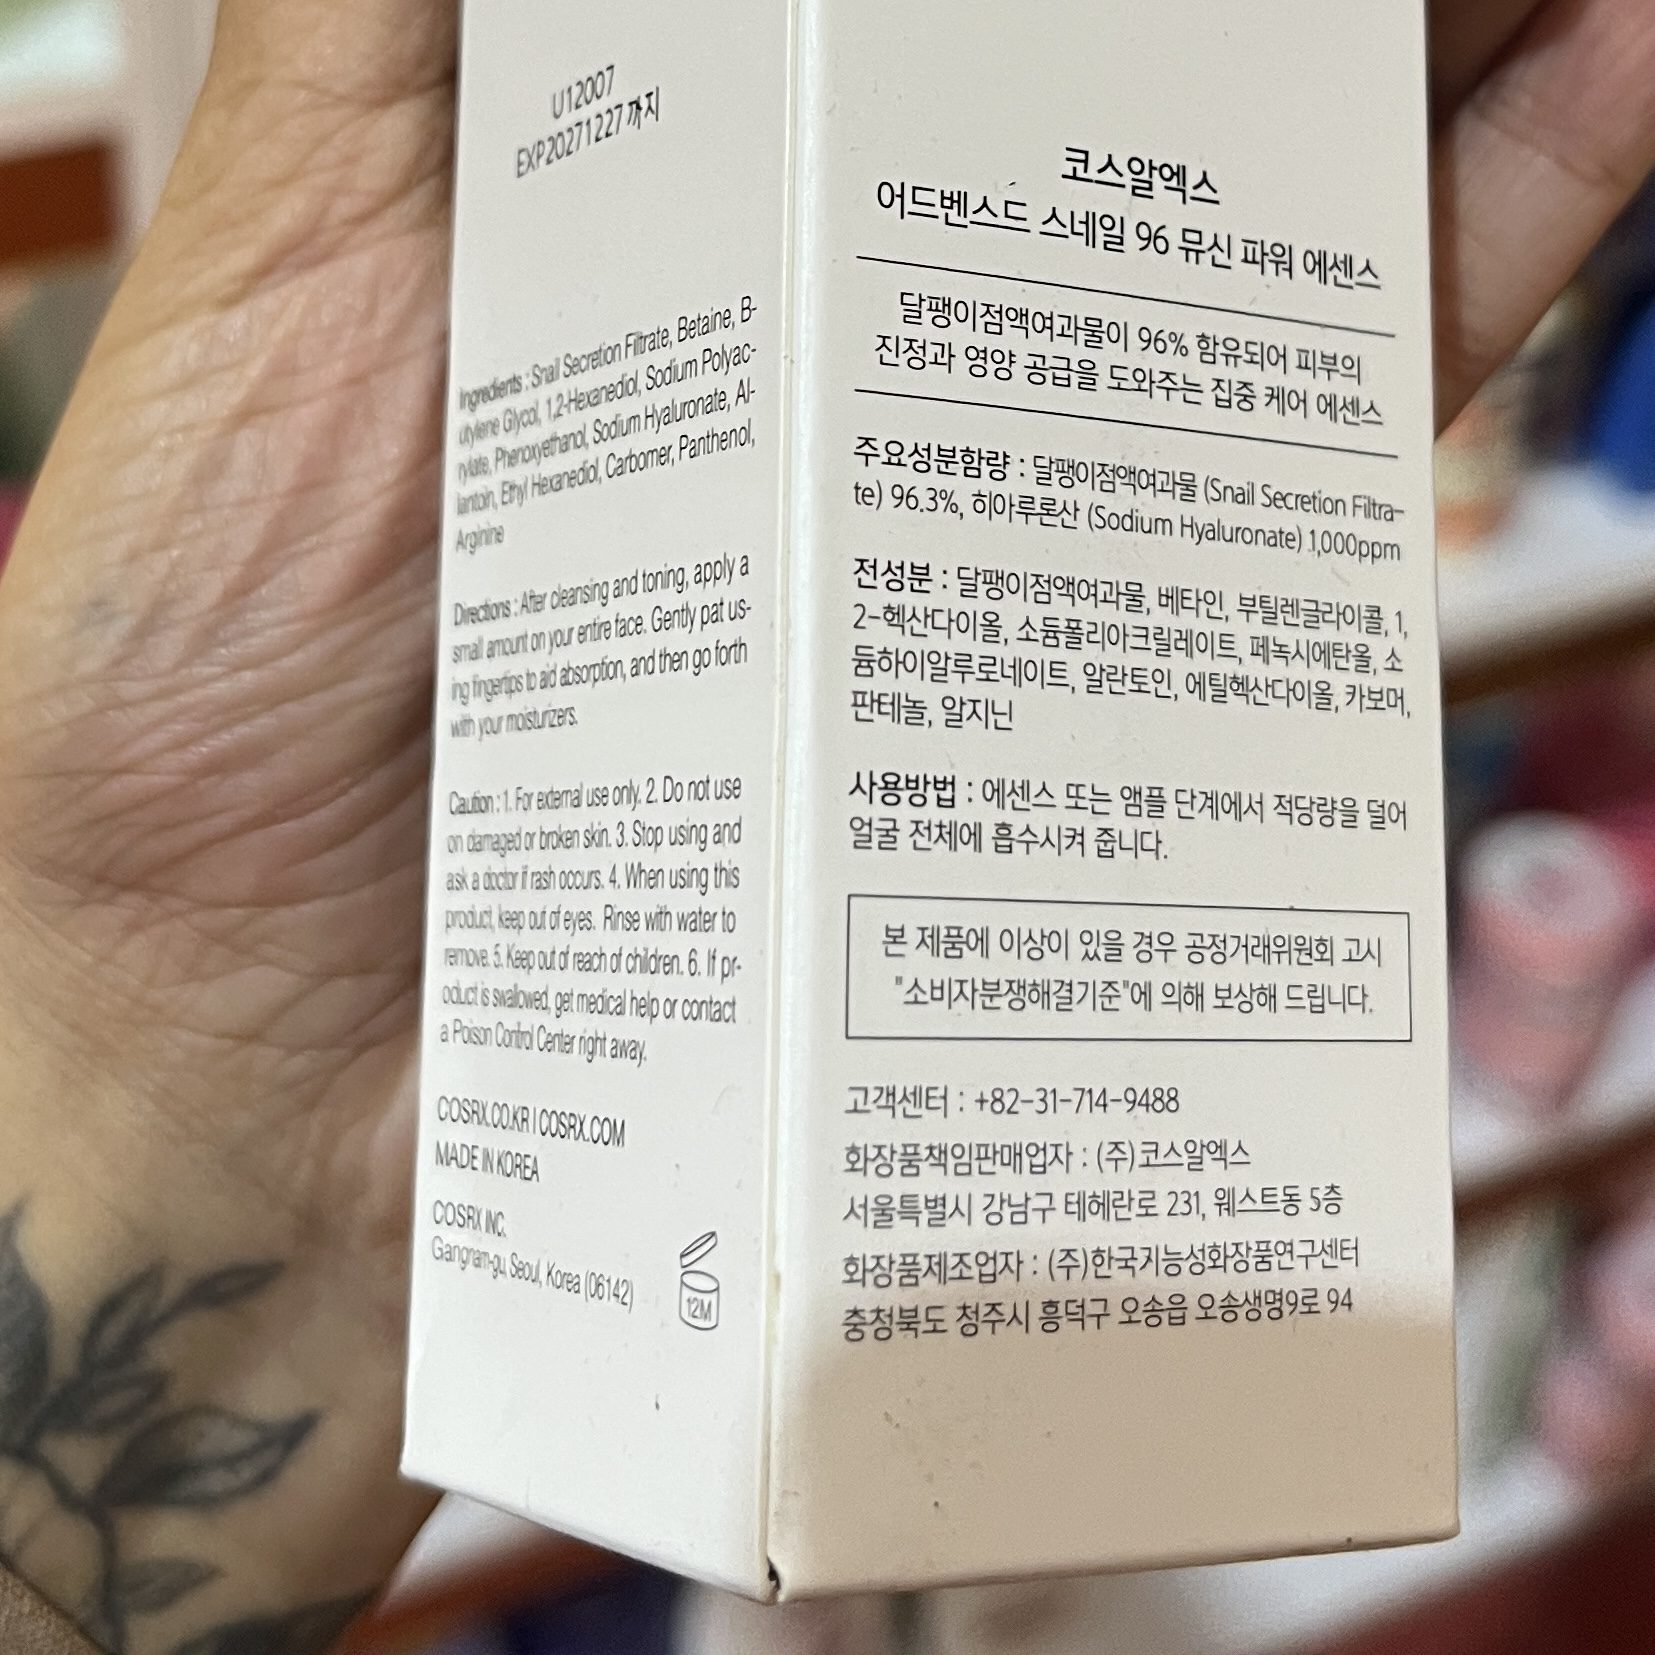 U12007
EXP20271227까지
Ingredients : Snail Secretion Filtrate, Betaine, B-
utylene Glycol, 1,2-Hexanediol, Sodium Polyac-
rylate, Phenoxyethanol, Sodium Hyaluronate, Al-
lantoin, Ethyl Hexanediol, Carbomer, Panthenol,
Arginine
Directions : After cleansing and toning, apply a
small amount on your entire face. Gently pat us-
ing fingertips to aid absorption, and then go forth
with your moisturizers.
Caution : 1. For external use only. 2. Do not use
on damaged or broken skin. 3. Stop using and
ask a doctor if rash occurs. 4. When using this
product, keep out of eyes. Rinse with water to
remove. 5. Keep out of reach of children. 6. If pr-
oduct is swallowed, get medical help or contact
a Poison Control Center right away.
COSRX.CO.KR | COSRX.COM
MADE IN KOREA
COSRX INC.
Gangnam-gu, Seoul, Korea (06142)
12M
코스알엑스
어드벤스드 스네일 96 뮤신 파워 에센스
달팽이점액여과물이 96% 함유되어 피부의
진정과 영양 공급을 도와주는 집중 케어 에센스
주요성분함량 : 달팽이점액여과물 (Snail Secretion Filtra-
te) 96.3%, 히아루론산 (Sodium Hyaluronate) 1,000ppm
전성분 : 달팽이점액여과물, 베타인, 부틸렌글라이콜, 1,
2-헥산다이올, 소듐폴리아크릴레이트, 페녹시에탄올, 소
듐하이알루로네이트, 알란토인, 에틸헥산다이올, 카보머,
판테놀, 알지닌
사용방법 : 에센스 또는 앰플 단계에서 적당량을 덜어
얼굴 전체에 흡수시켜 줍니다.
본 제품에 이상이 있을 경우 공정거래위원회 고시
"소비자분쟁해결기준"에 의해 보상해 드립니다.
고객센터 : +82-31-714-9488
화장품책임판매업자 : (주)코스알엑스
서울특별시 강남구 테헤란로 231, 웨스트동 5층
화장품제조업자 : (주)한국기능성화장품연구센터
충청북도 청주시 흥덕구 오송읍 오송생명9로 94